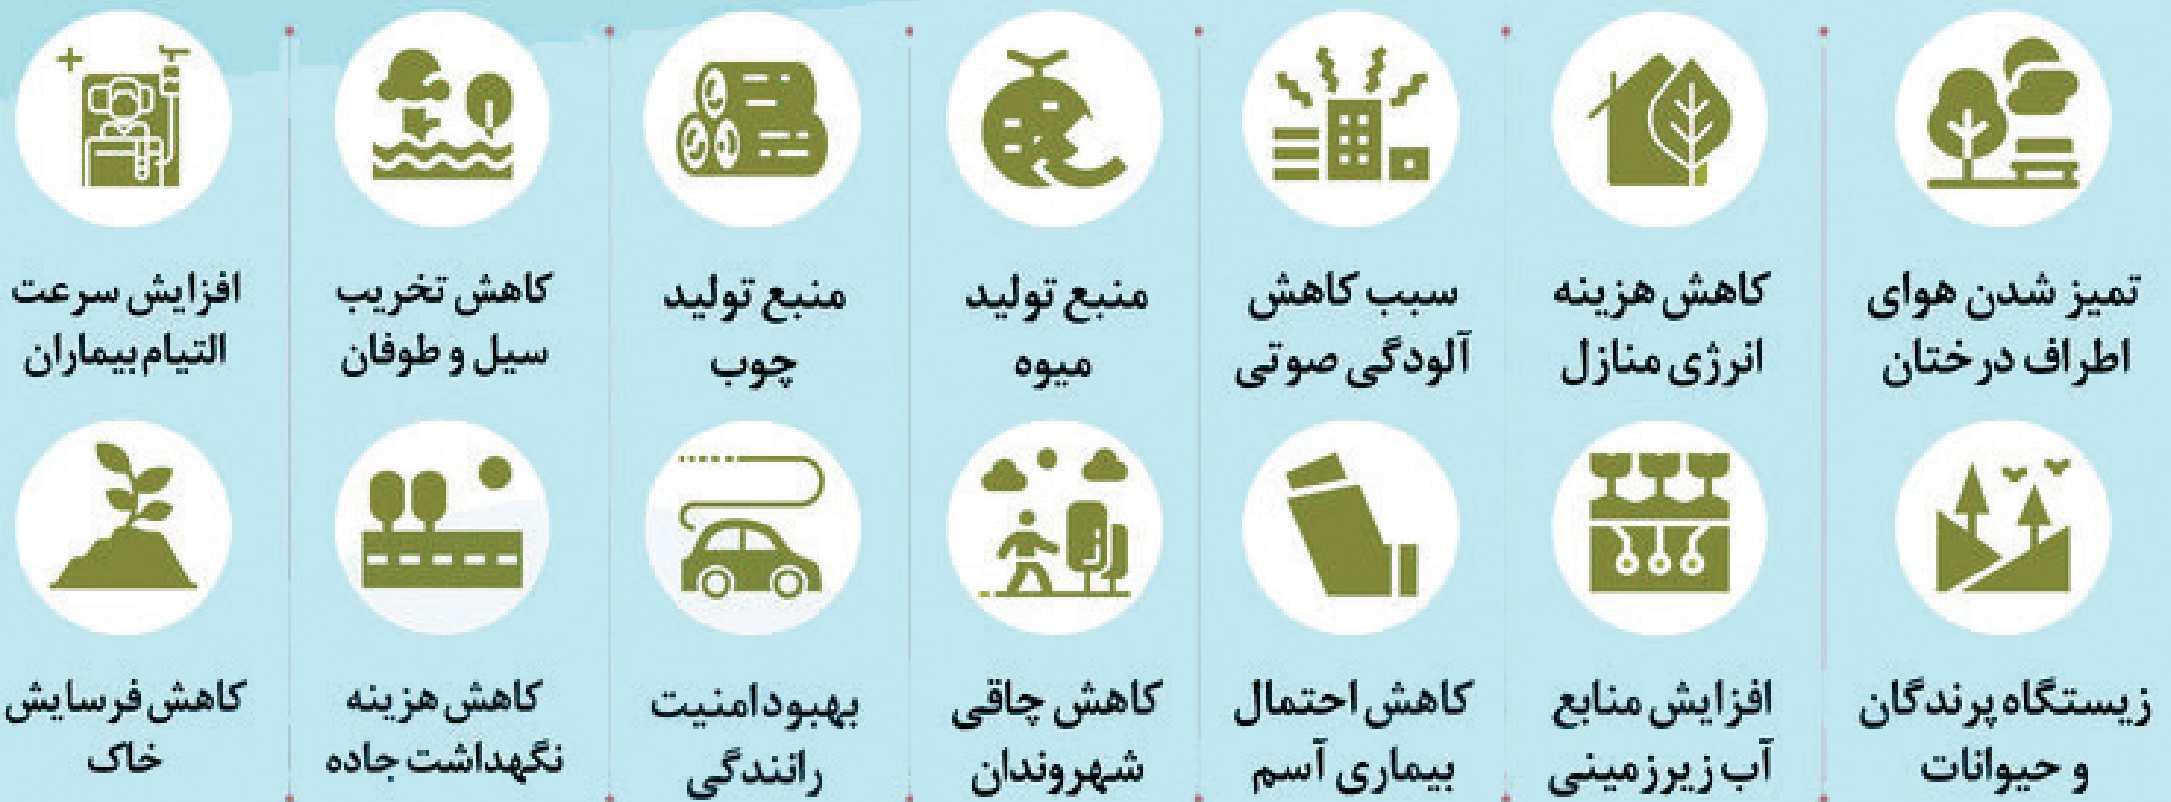 تمیز شدن هوای
اطراف درختان
کاهش هزینه
انرژی منازل
سبب کاهش
آلودگی صوتی
منبع تولید
میوه
منبع تولید
چوب
کاهش تخریب
سیل و طوفان
افزایش سرعت
التیام بیماران
زیستگاه پرندگان
و حیوانات
افزایش منابع
آب زیرزمینی
کاهش احتمال
بیماری آسم
کاهش چاقی
شهروندان
بهبود امنیت
رانندگی
کاهش هزینه
نگهداشت جاده
کاهش فرسایش
خاک